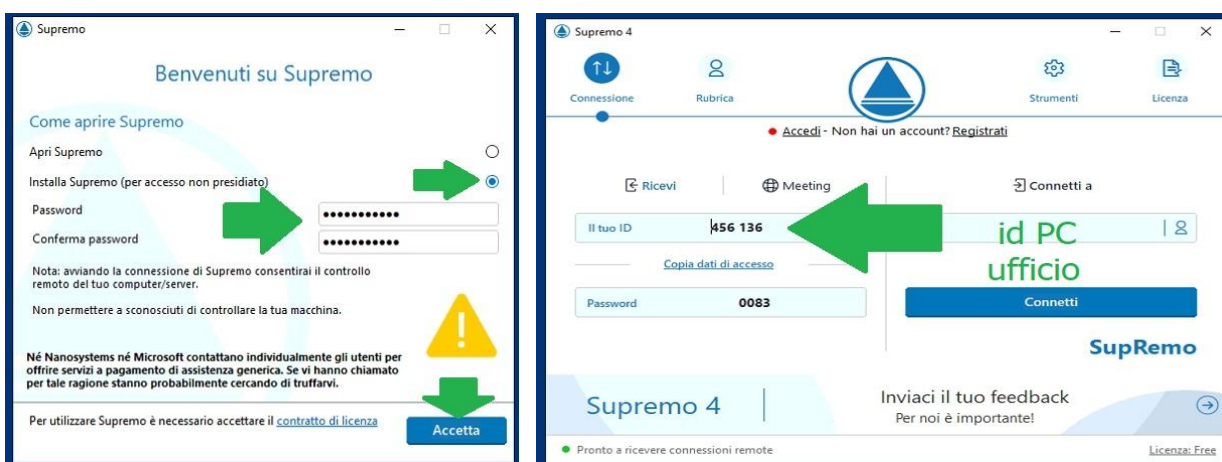 Supremo
Benvenuti su Supremo
Come aprire Supremo
Apri Supremo
Installa Supremo (per accesso non presidiato)
Password
Conferma password
Nota: avviando la connessione di Supremo consentirai il controllo
remoto del tuo computer/server.
Non permettere a sconosciuti di controllare la tua macchina.
Né Nanosystems né Microsoft contattano individualmente gli utenti per
offrire servizi a pagamento di assistenza generica. Se vi hanno chiamato
per tale ragione stanno probabilmente cercando di truffarvi.
Per utilizzare Supremo è necessario accettare il contratto di licenza
Accetta
Supremo 4
Connessione
Rubrica
Strumenti
Licenza
Accedi - Non hai un account? Registrati
Ricevi
Meeting
Connetti a
Il tuo ID 456 136
id PC
ufficio
Copia dati di accesso
Password 0083
Connetti
SupRemo
Supremo 4
Inviaci il tuo feedback
Per noi è importante!
Pronto a ricevere connessioni remote
Licenza: Free